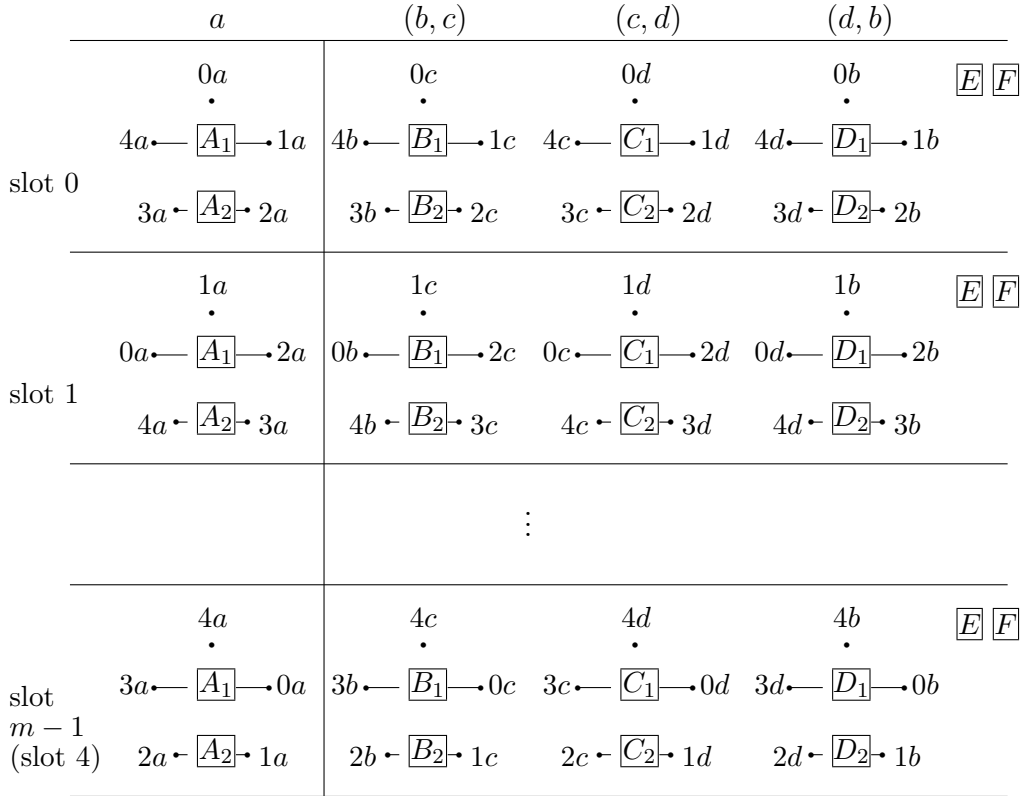 a (b, c) (c, d) (d, b)
0a 0c 0d 0b E F
4a A₁ 1a 4b B₁ 1c 4c C₁ 1d 4d D₁ 1b
slot 0
3a A₂ 2a 3b B₂ 2c 3c C₂ 2d 3d D₂ 2b
1a 1c 1d 1b E F
0a A₁ 2a 0b B₁ 2c 0c C₁ 2d 0d D₁ 2b
slot 1
4a A₂ 3a 4b B₂ 3c 4c C₂ 3d 4d D₂ 3b
⋮
4a 4c 4d 4b E F
3a A₁ 0a 3b B₁ 0c 3c C₁ 0d 3d D₁ 0b
slot
m − 1
(slot 4)
2a A₂ 1a 2b B₂ 1c 2c C₂ 1d 2d D₂ 1b